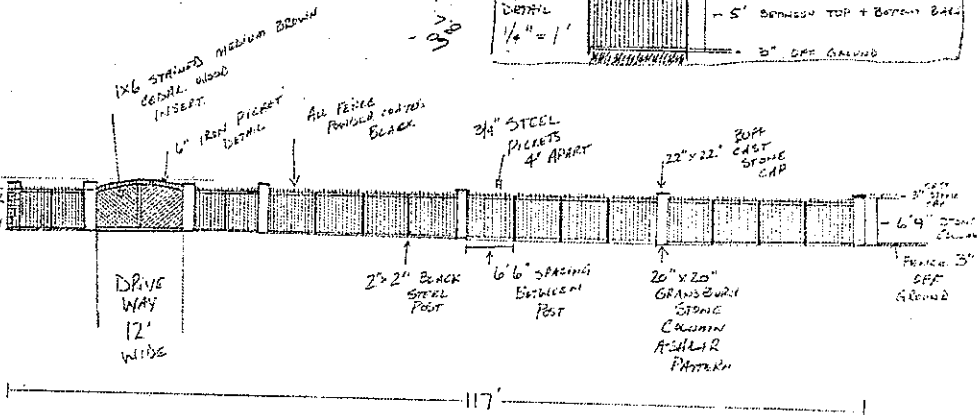 DETAIL
1/4" = 1'
5' BETWEEN TOP + BOTTOM
3" OFF GROUND
1X6 STAINED MEDIUM BROWN
CEDAR WOOD
INSERT
6" IRON PICKET
DETAIL
ALL FENCE
POWDER COATED
BLACK
3/4" STEEL
PICKETS
4" APART
22" x 22" BUFF
CAST
STONE
CAP
3" CAST
STONE
CAP
6'9" STONE
COLUMN
FENCE 3"
OFF
GROUND
DRIVE
WAY
12'
WIDE
2" x 2" BLACK
STEEL
POST
6'6" SPACING
BETWEEN
POST
20" x 20"
STONE
COLUMN
ASHLAR
PATTERN
117'